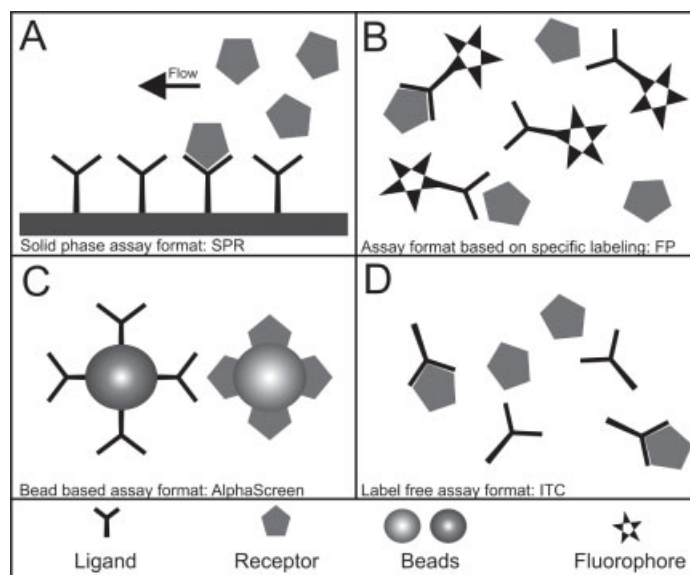 A
Flow
Solid phase assay format: SPR
B
Assay format based on specific labeling: FP
C
Bead based assay format: AlphaScreen
D
Label free assay format: ITC
Ligand
Receptor
Beads
Fluorophore